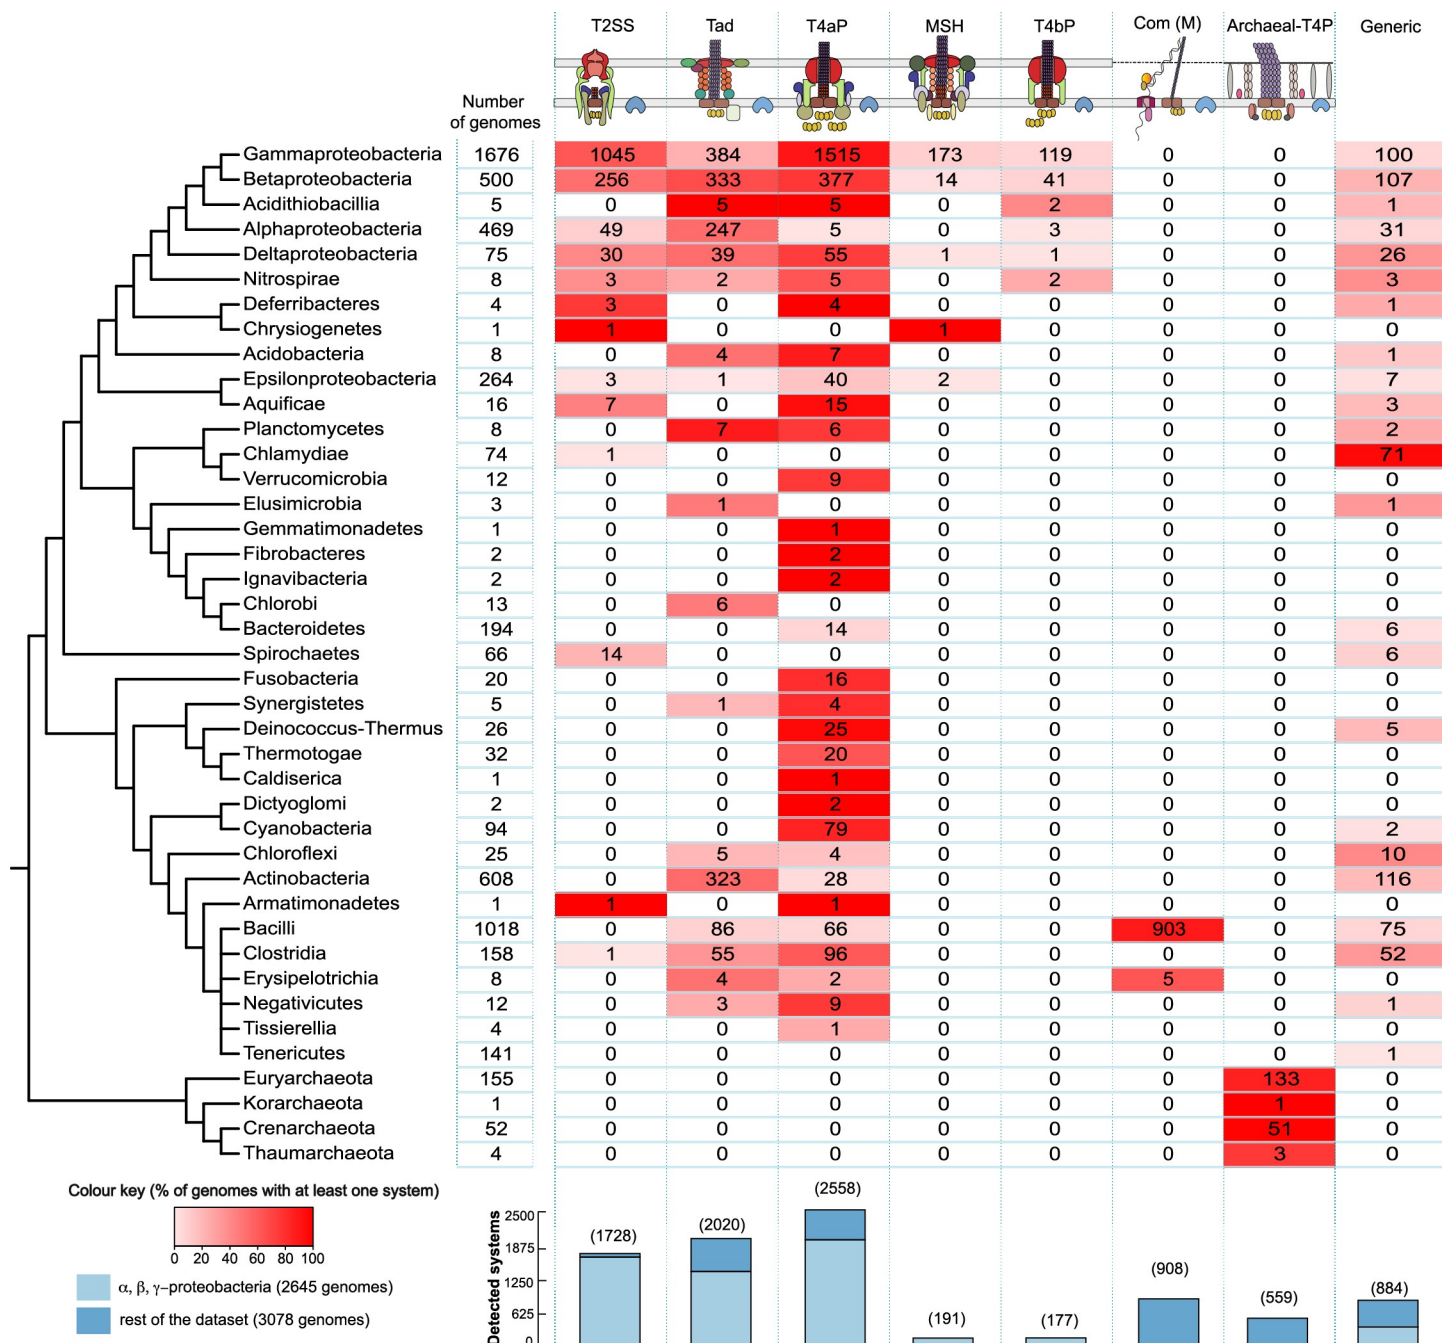 T2SS Tad T4aP MSH T4bP Com (M) Archaeal-T4P Generic
Number
of genomes
Gammaproteobacteria 1676 1045 384 1515 173 119 0 0 100
Betaproteobacteria 500 256 333 377 14 41 0 0 107
Acidithiobacillia 5 0 5 5 0 2 0 0 1
Alphaproteobacteria 469 49 247 5 0 3 0 0 31
Deltaproteobacteria 75 30 39 55 1 1 0 0 26
Nitrospirae 8 3 2 5 0 2 0 0 3
Deferribacteres 4 3 0 4 0 0 0 0 1
Chrysiogenetes 1 1 0 0 1 0 0 0 0
Acidobacteria 8 0 4 7 0 0 0 0 1
Epsilonproteobacteria 264 3 1 40 2 0 0 0 7
Aquificae 16 7 0 15 0 0 0 0 3
Planctomycetes 8 0 7 6 0 0 0 0 2
Chlamydiae 74 1 0 0 0 0 0 0 71
Verrucomicrobia 12 0 0 9 0 0 0 0 0
Elusimicrobia 3 0 1 0 0 0 0 0 1
Gemmatimonadetes 1 0 0 1 0 0 0 0 0
Fibrobacteres 2 0 0 2 0 0 0 0 0
Ignavibacteria 2 0 0 2 0 0 0 0 0
Chlorobi 13 0 6 0 0 0 0 0 0
Bacteroidetes 194 0 0 14 0 0 0 0 6
Spirochaetes 66 14 0 0 0 0 0 0 6
Fusobacteria 20 0 0 16 0 0 0 0 0
Synergistetes 5 0 1 4 0 0 0 0 0
Deinococcus-Thermus 26 0 0 25 0 0 0 0 5
Thermotogae 32 0 0 20 0 0 0 0 0
Caldiserica 1 0 0 1 0 0 0 0 0
Dictyoglomi 2 0 0 2 0 0 0 0 0
Cyanobacteria 94 0 0 79 0 0 0 0 2
Chloroflexi 25 0 5 4 0 0 0 0 10
Actinobacteria 608 0 323 28 0 0 0 0 116
Armatimonadetes 1 1 0 1 0 0 0 0 0
Bacilli 1018 0 86 66 0 0 903 0 75
Clostridia 158 1 55 96 0 0 0 0 52
Erysipelotrichia 8 0 4 2 0 0 5 0 0
Negativicutes 12 0 3 9 0 0 0 0 1
Tissierellia 4 0 0 1 0 0 0 0 0
Tenericutes 141 0 0 0 0 0 0 0 1
Euryarchaeota 155 0 0 0 0 0 0 133 0
Korarchaeota 1 0 0 0 0 0 0 1 0
Crenarchaeota 52 0 0 0 0 0 0 51 0
Thaumarchaeota 4 0 0 0 0 0 0 3 0
Colour key (% of genomes with at least one system)
0 20 40 60 80 100
α, β, γ−proteobacteria (2645 genomes)
rest of the dataset (3078 genomes)
Detected systems
2500
1875
1250
625
0
(1728) (2020) (2558) (191) (177) (908) (559) (884)